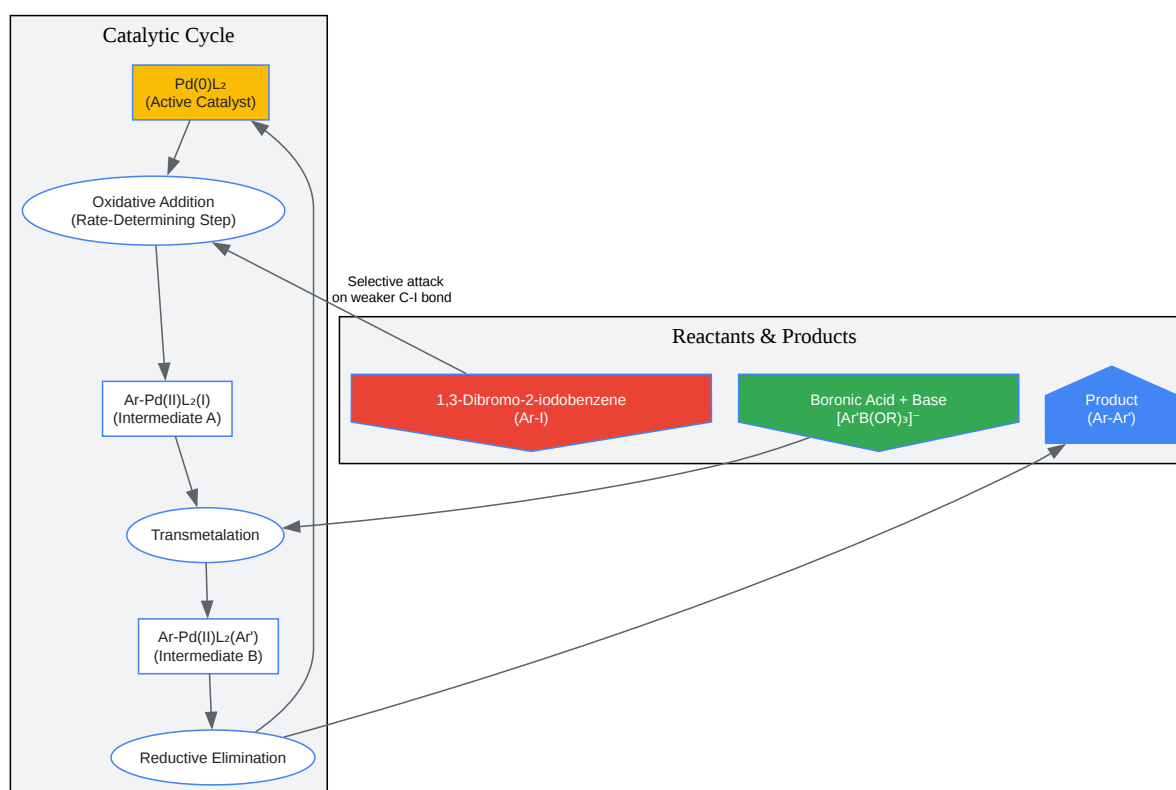 Catalytic Cycle
Pd(0)L₂
(Active Catalyst)
Oxidative Addition
(Rate-Determining Step)
Selective attack
on weaker C-I bond
Reactants & Products
1,3-Dibromo-2-iodobenzene
(Ar-I)
Boronic Acid + Base
[Ar'B(OR)₃]⁻
Product
(Ar-Ar')
Ar-Pd(II)L₂(I)
(Intermediate A)
Transmetalation
Ar-Pd(II)L₂(Ar')
(Intermediate B)
Reductive Elimination